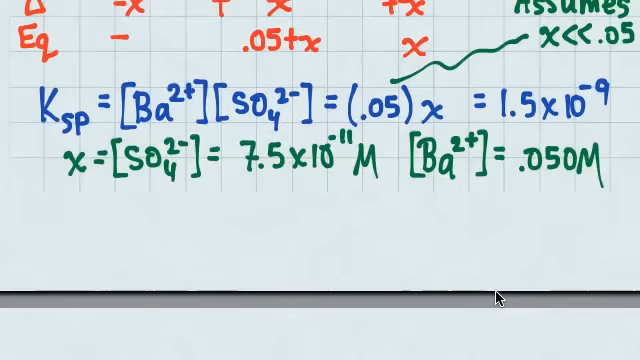 Δ -x + x +x Assumes
Eq - .05+x x x<<.05
Ksp = [Ba²⁺][SO₄²⁻] = (.05) x = 1.5x10⁻⁹
x = [SO₄²⁻] = 7.5x10⁻¹¹ M [Ba²⁺] = .050M